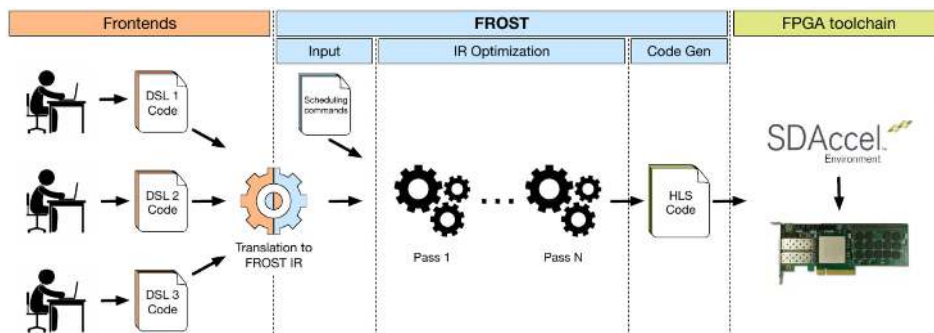 Frontends
FROST
FPGA toolchain
Input
IR Optimization
Code Gen
DSL 1
Code
Scheduling
commands
SDAccel™
Environment
DSL 2
Code
HLS
Code
Translation to
FROST IR
Pass 1
...
Pass N
DSL 3
Code